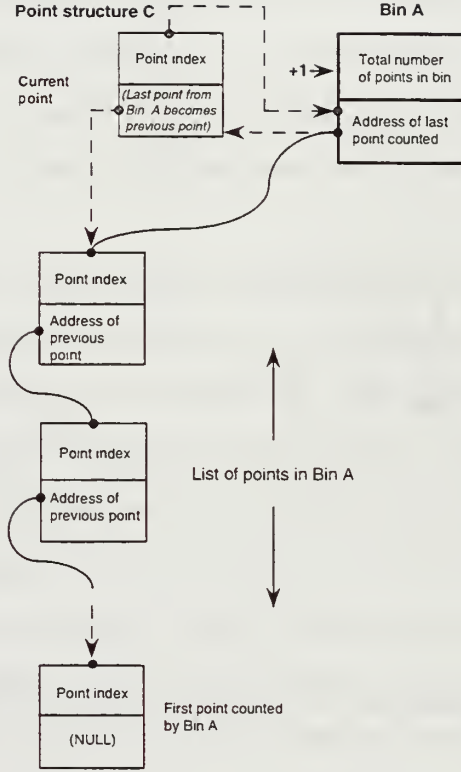 Point structure C
Bin A
Point index
Current
point
(Last point from
Bin A becomes
previous point)
+1
Total number
of points in bin
Address of last
point counted
Point index
Address of
previous
point
Point index
Address of
previous point
List of points in Bin A
Point index
(NULL)
First point counted
by Bin A